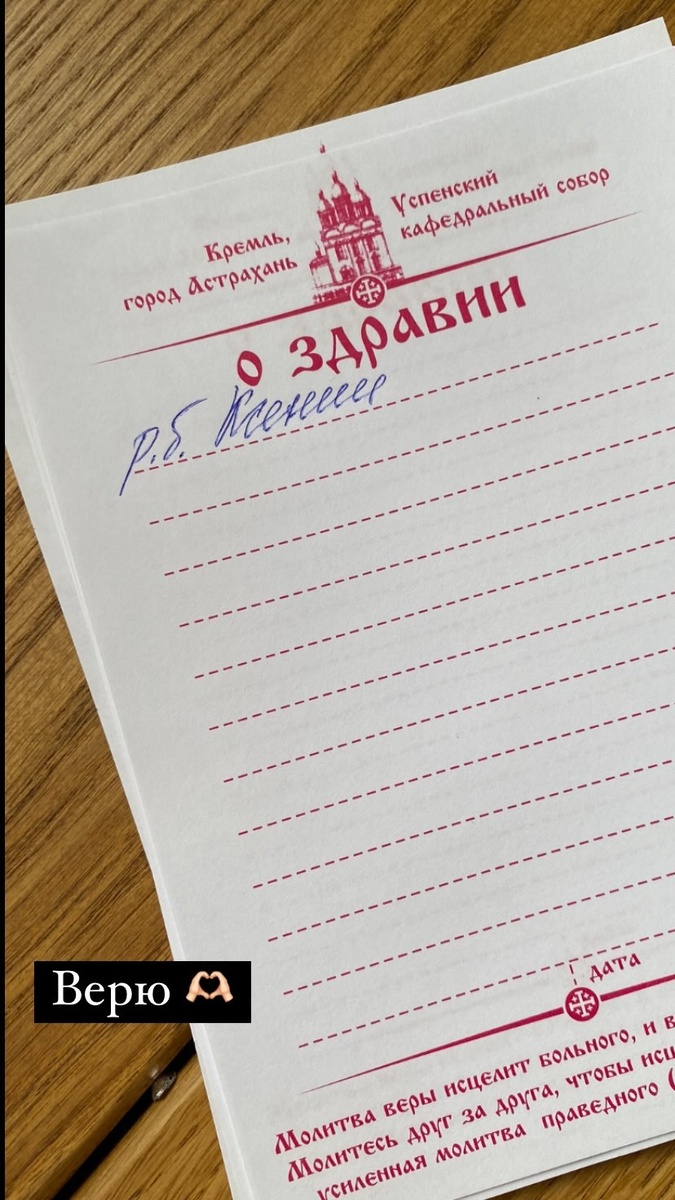 Кремль,
город Астрахань
Успенский
кафедральный собор
о здравии
р.б. Ксении
дата
Молитва веры исцелит больного, и в
Молитесь друг за друга, чтобы исц
усиленная молитва праведного (
Верю 🫶🏻